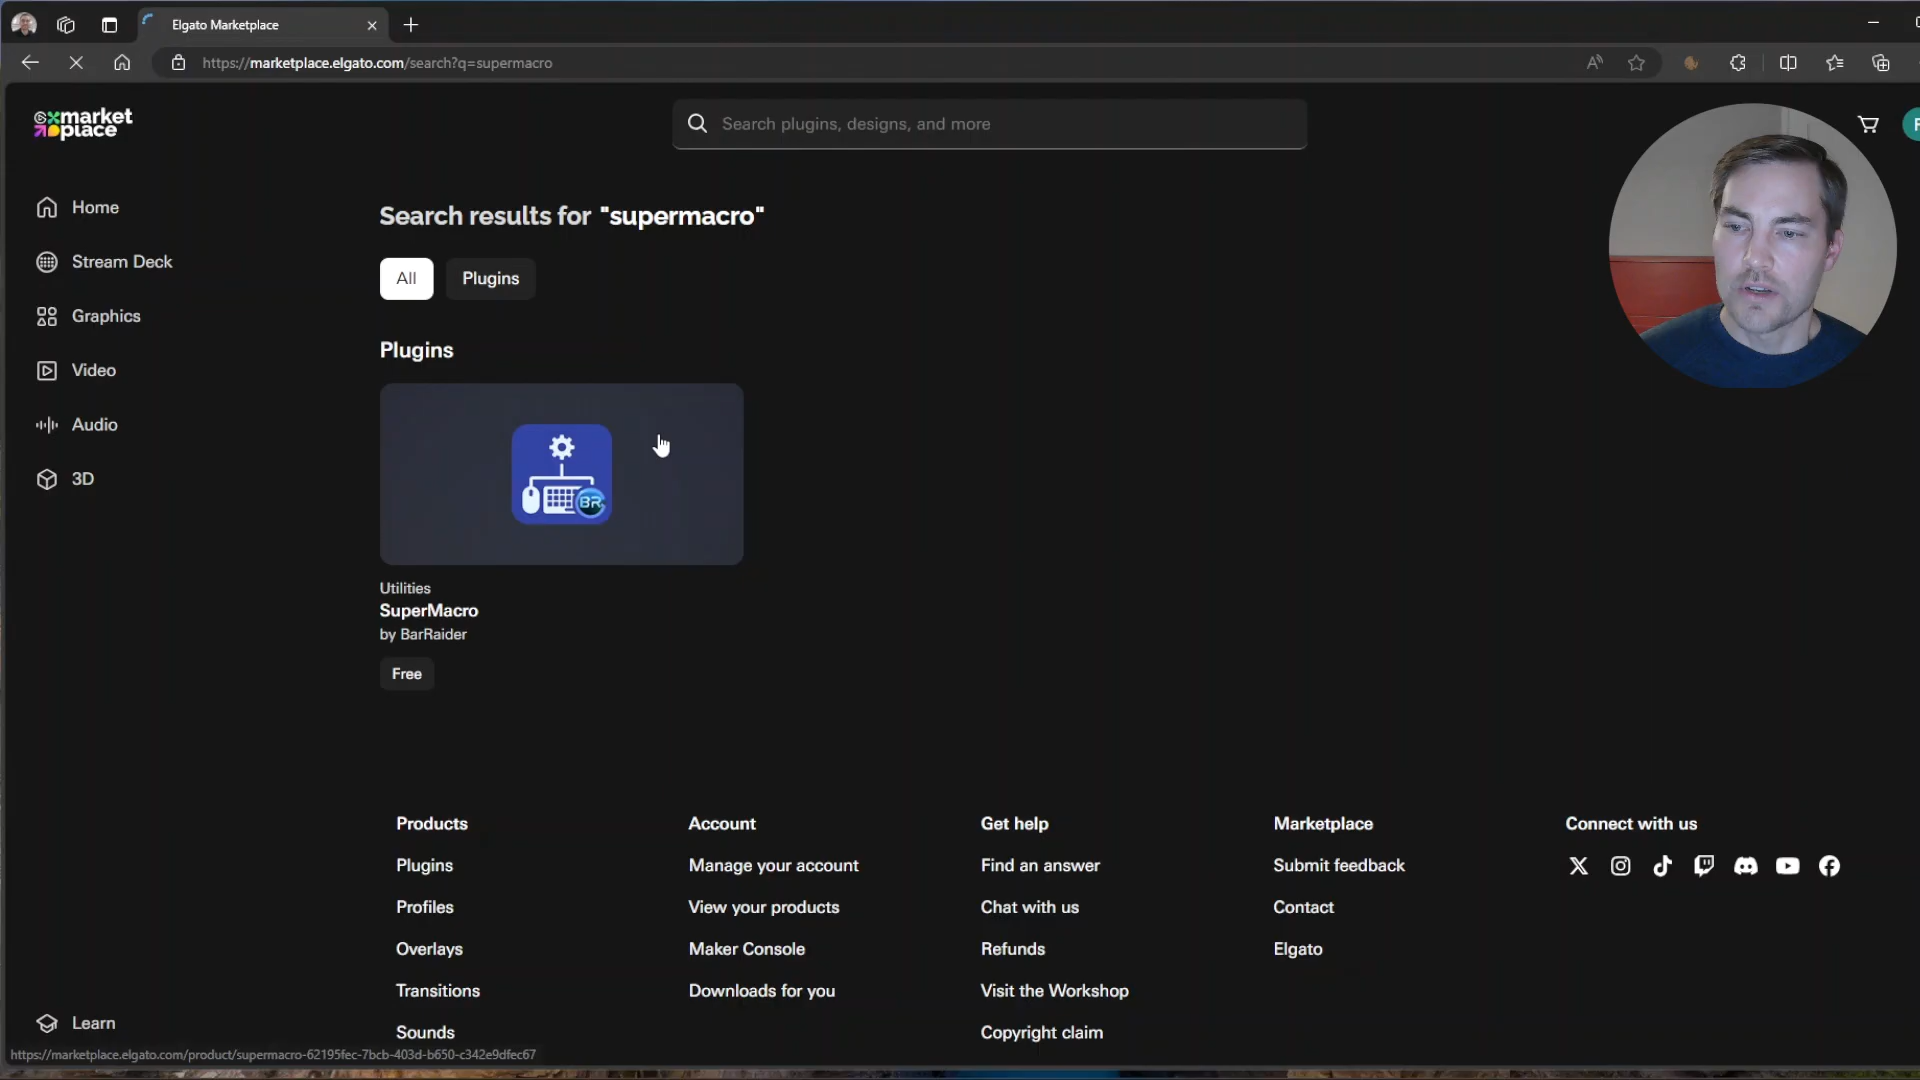 Elgato Marketplace
https://marketplace.elgato.com/search?q=supermacro
market
place
Search plugins, designs, and more
F
Home
Stream Deck
Graphics
Video
Audio
3D
Learn
Search results for "supermacro"
All
Plugins
Plugins
BR
Utilities
SuperMacro
by BarRaider
Free
Products
Plugins
Profiles
Overlays
Transitions
Sounds
Account
Manage your account
View your products
Maker Console
Downloads for you
Get help
Find an answer
Chat with us
Refunds
Visit the Workshop
Copyright claim
Marketplace
Submit feedback
Contact
Elgato
Connect with us
https://marketplace.elgato.com/product/supermacro-62195fec-7bcb-403d-b650-c342e9dfec67